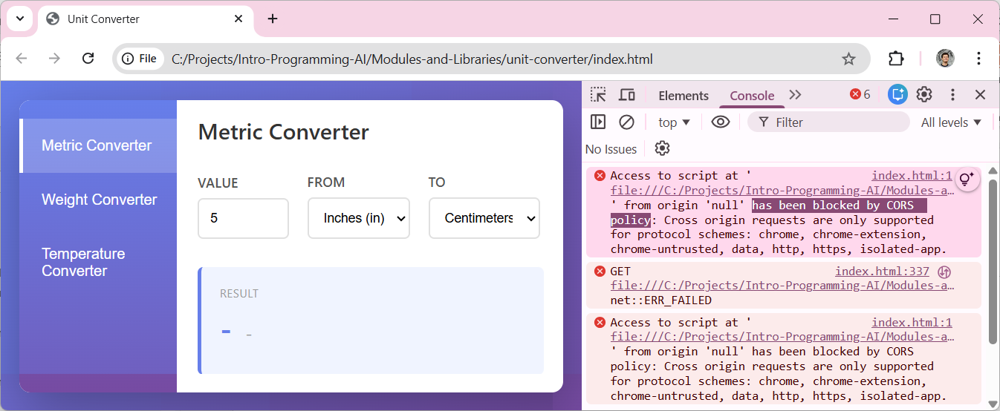 Unit Converter
File
C:/Projects/Intro-Programming-AI/Modules-and-Libraries/unit-converter/index.html
Metric Converter
Weight Converter
Temperature
Converter
Metric Converter
VALUE FROM TO
5 Inches (in) Centimeters
RESULT
- -
Elements Console 6
top Filter All levels
No Issues
Access to script at ' index.html:1
file:///C:/Projects/Intro-Programming-AI/Modules-a…
' from origin 'null' has been blocked by CORS
policy: Cross origin requests are only supported
for protocol schemes: chrome, chrome-extension,
chrome-untrusted, data, http, https, isolated-app.
GET index.html:337
file:///C:/Projects/Intro-Programming-AI/Modules-a…
net::ERR_FAILED
Access to script at ' index.html:1
file:///C:/Projects/Intro-Programming-AI/Modules-a…
' from origin 'null' has been blocked by CORS
policy: Cross origin requests are only supported
for protocol schemes: chrome, chrome-extension,
chrome-untrusted, data, http, https, isolated-app.